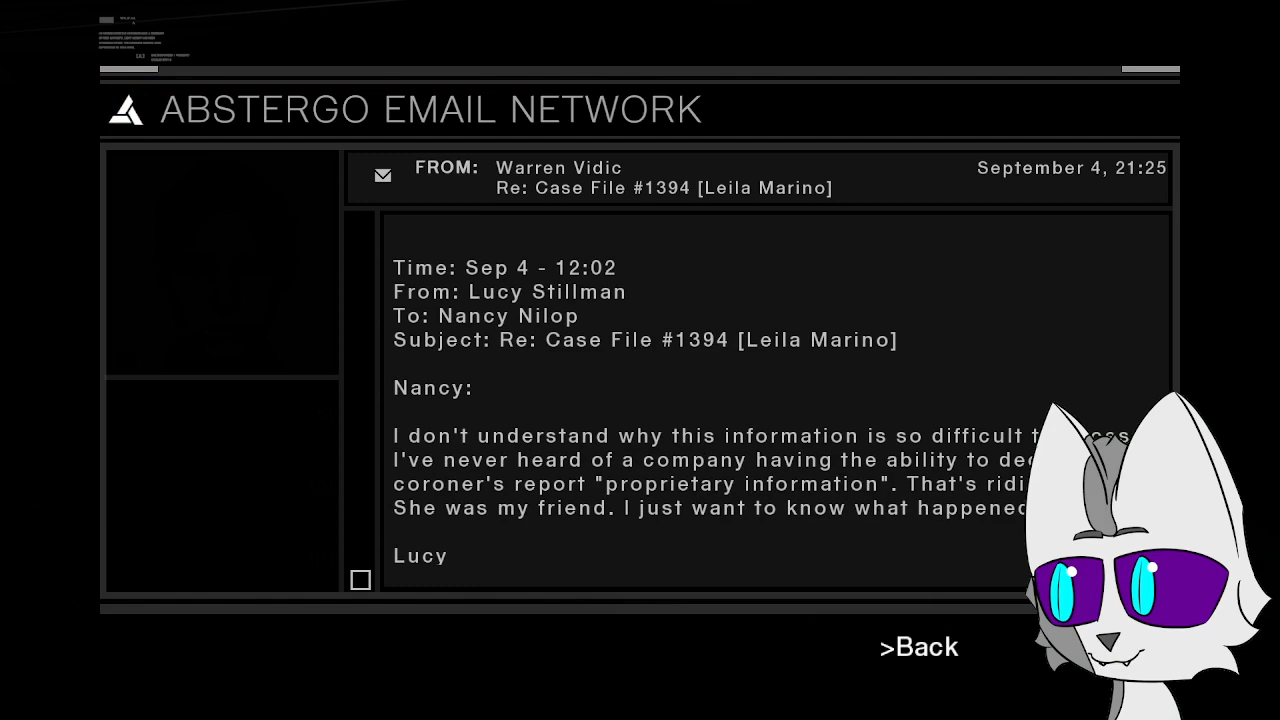 ABSTERGO EMAIL NETWORK
FROM: Warren Vidic September 4, 21:25
Re: Case File #1394 [Leila Marino]
Time: Sep 4 - 12:02
From: Lucy Stillman
To: Nancy Nilop
Subject: Re: Case File #1394 [Leila Marino]
Nancy:
I don't understand why this information is so difficult
I've never heard of a company having the ability to
coroner's report "proprietary information". That's
She was my friend. I just want to know what happened
Lucy
>Back